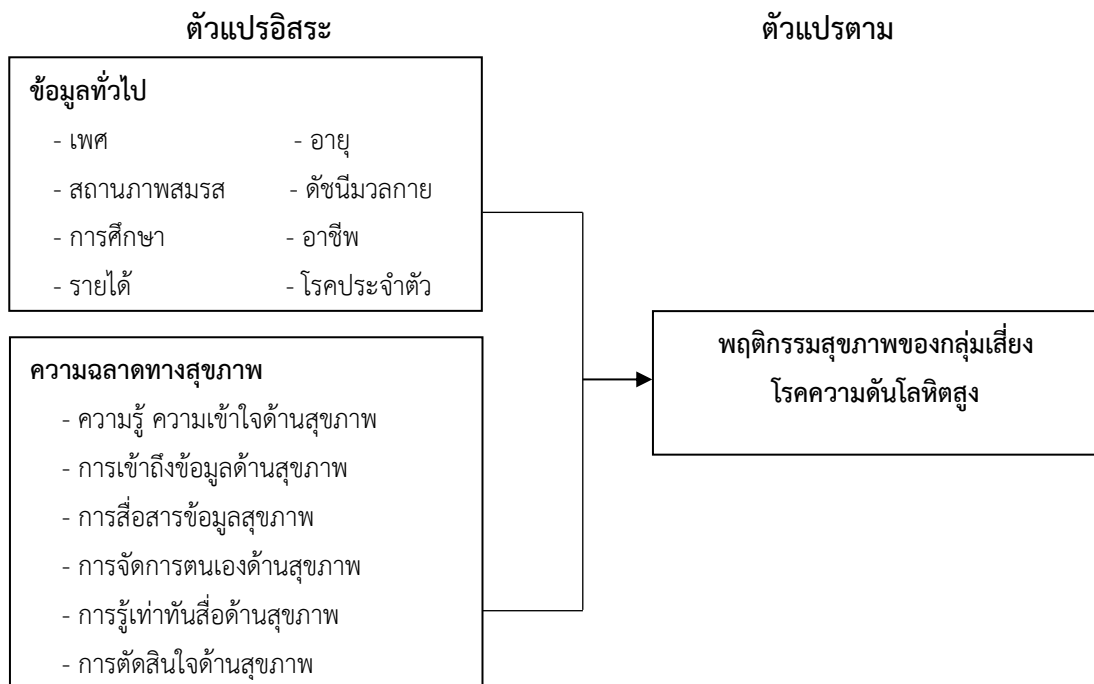 ตัวแปรอิสระ ตัวแปรตาม
ข้อมูลทั่วไป
- เพศ - อายุ
- สถานภาพสมรส - ดัชนีมวลกาย
- การศึกษา - อาชีพ
- รายได้ - โรคประจำตัว
ความฉลาดทางสุขภาพ
- ความรู้ ความเข้าใจด้านสุขภาพ
- การเข้าถึงข้อมูลด้านสุขภาพ
- การสื่อสารข้อมูลสุขภาพ
- การจัดการตนเองด้านสุขภาพ
- การรู้เท่าทันสื่อด้านสุขภาพ
- การตัดสินใจด้านสุขภาพ
พฤติกรรมสุขภาพของกลุ่มเสี่ยง
โรคความดันโลหิตสูง